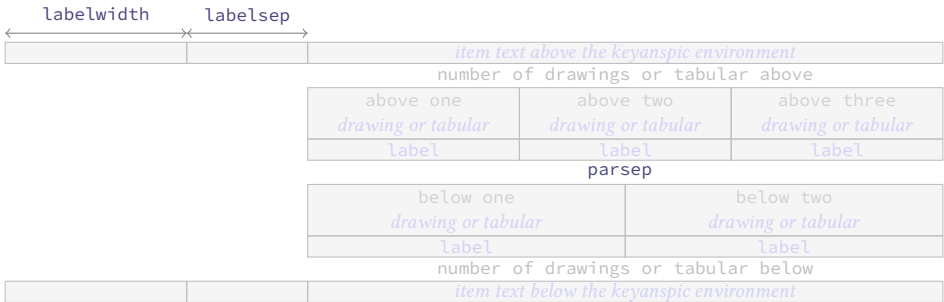 labelwidth labelsep
item text above the keyanspic environment
number of drawings or tabular above
above one above two above three
drawing or tabular drawing or tabular drawing or tabular
label label label
parsep
below one below two
drawing or tabular drawing or tabular
label label
number of drawings or tabular below
item text below the keyanspic environment